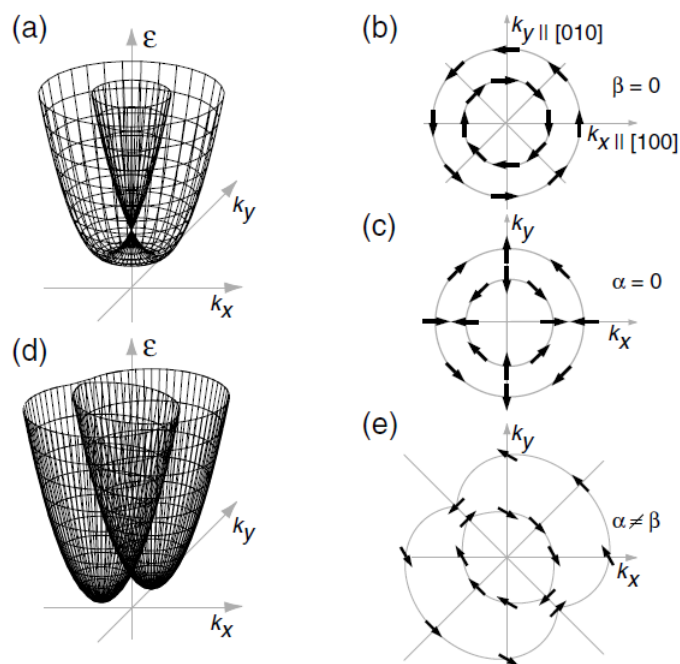 (a)
ε
k_y
k_x
(b)
k_y || [010]
β = 0
k_x || [100]
(c)
k_y
α = 0
k_x
(d)
ε
k_y
k_x
(e)
k_y
α ≠ β
k_x